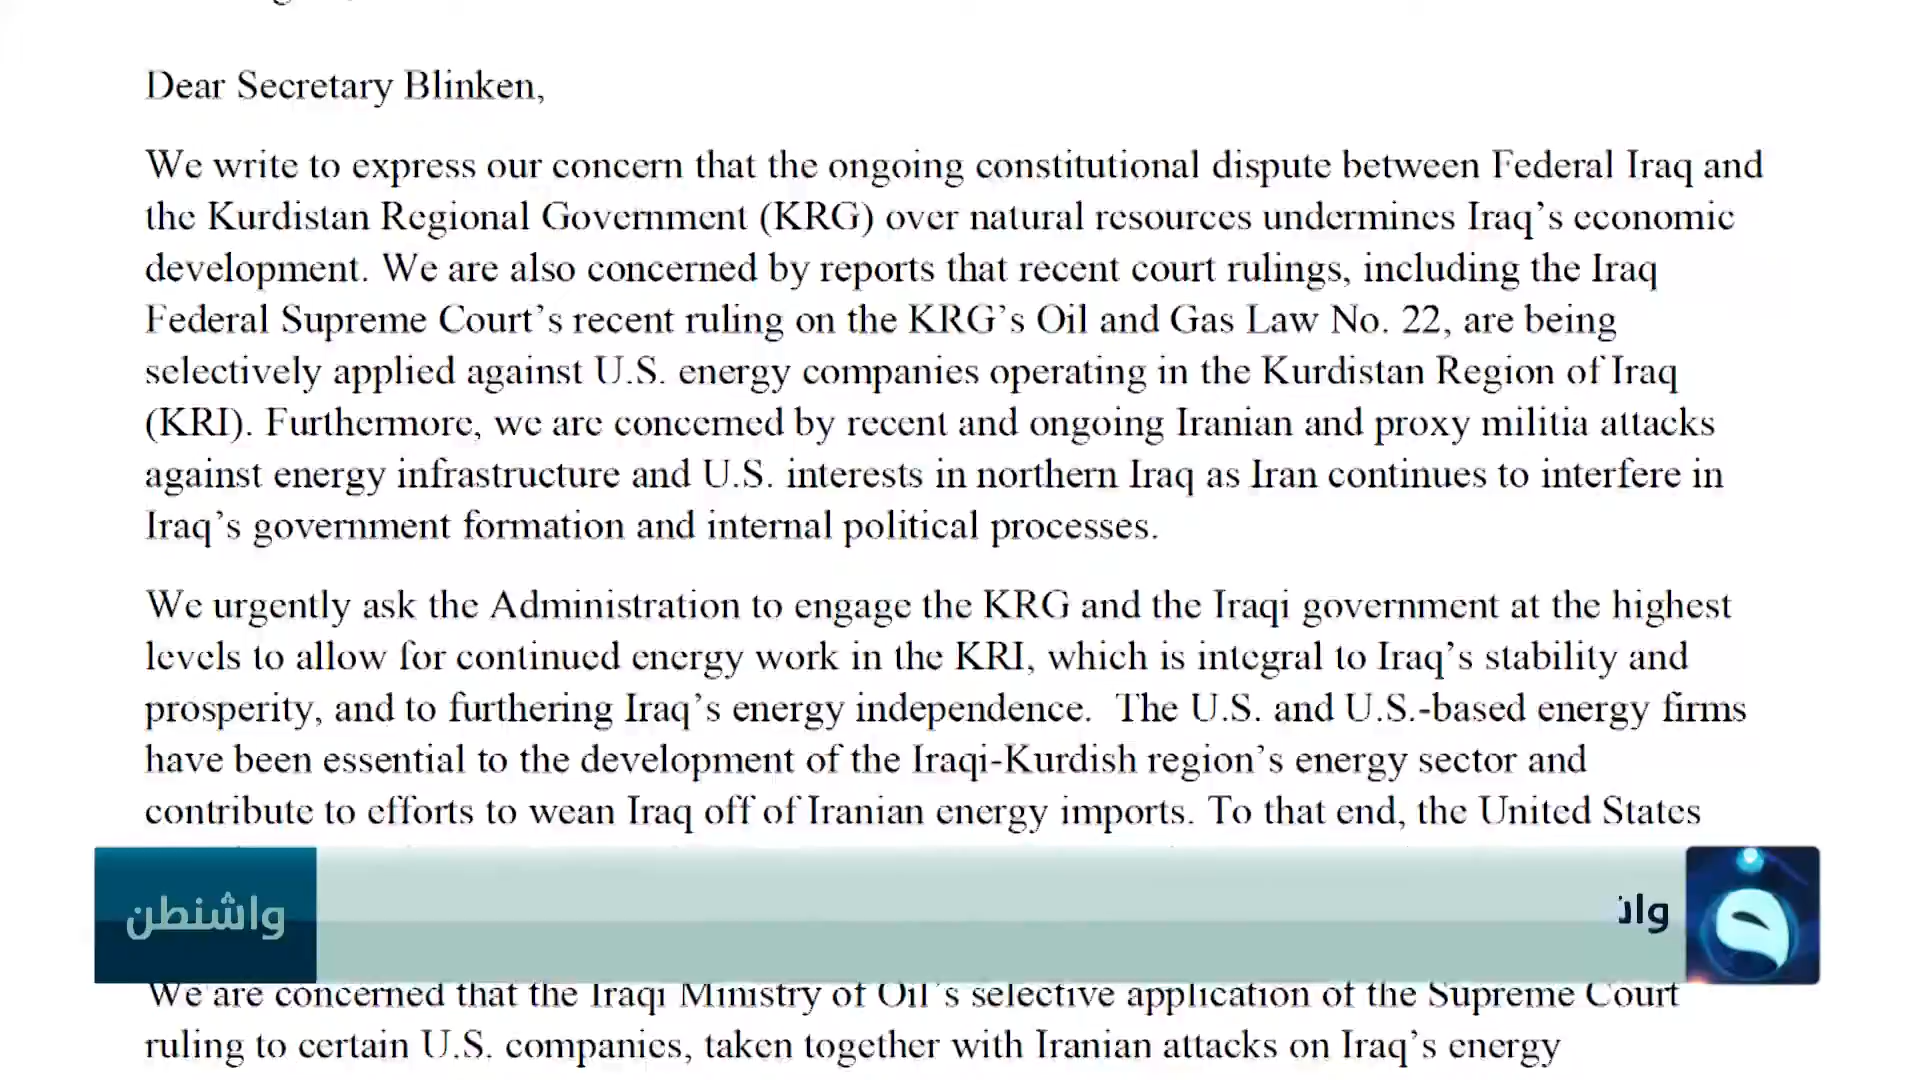 Dear Secretary Blinken,
We write to express our concern that the ongoing constitutional dispute between Federal Iraq and
the Kurdistan Regional Government (KRG) over natural resources undermines Iraq’s economic
development. We are also concerned by reports that recent court rulings, including the Iraq
Federal Supreme Court’s recent ruling on the KRG’s Oil and Gas Law No. 22, are being
selectively applied against U.S. energy companies operating in the Kurdistan Region of Iraq
(KRI). Furthermore, we are concerned by recent and ongoing Iranian and proxy militia attacks
against energy infrastructure and U.S. interests in northern Iraq as Iran continues to interfere in
Iraq’s government formation and internal political processes.
We urgently ask the Administration to engage the KRG and the Iraqi government at the highest
levels to allow for continued energy work in the KRI, which is integral to Iraq’s stability and
prosperity, and to furthering Iraq’s energy independence.  The U.S. and U.S.-based energy firms
have been essential to the development of the Iraqi-Kurdish region’s energy sector and
contribute to efforts to wean Iraq off of Iranian energy imports. To that end, the United States
واشنطن
We are concerned that the Iraqi Ministry of Oil’s selective application of the Supreme Court
ruling to certain U.S. companies, taken together with Iranian attacks on Iraq’s energy